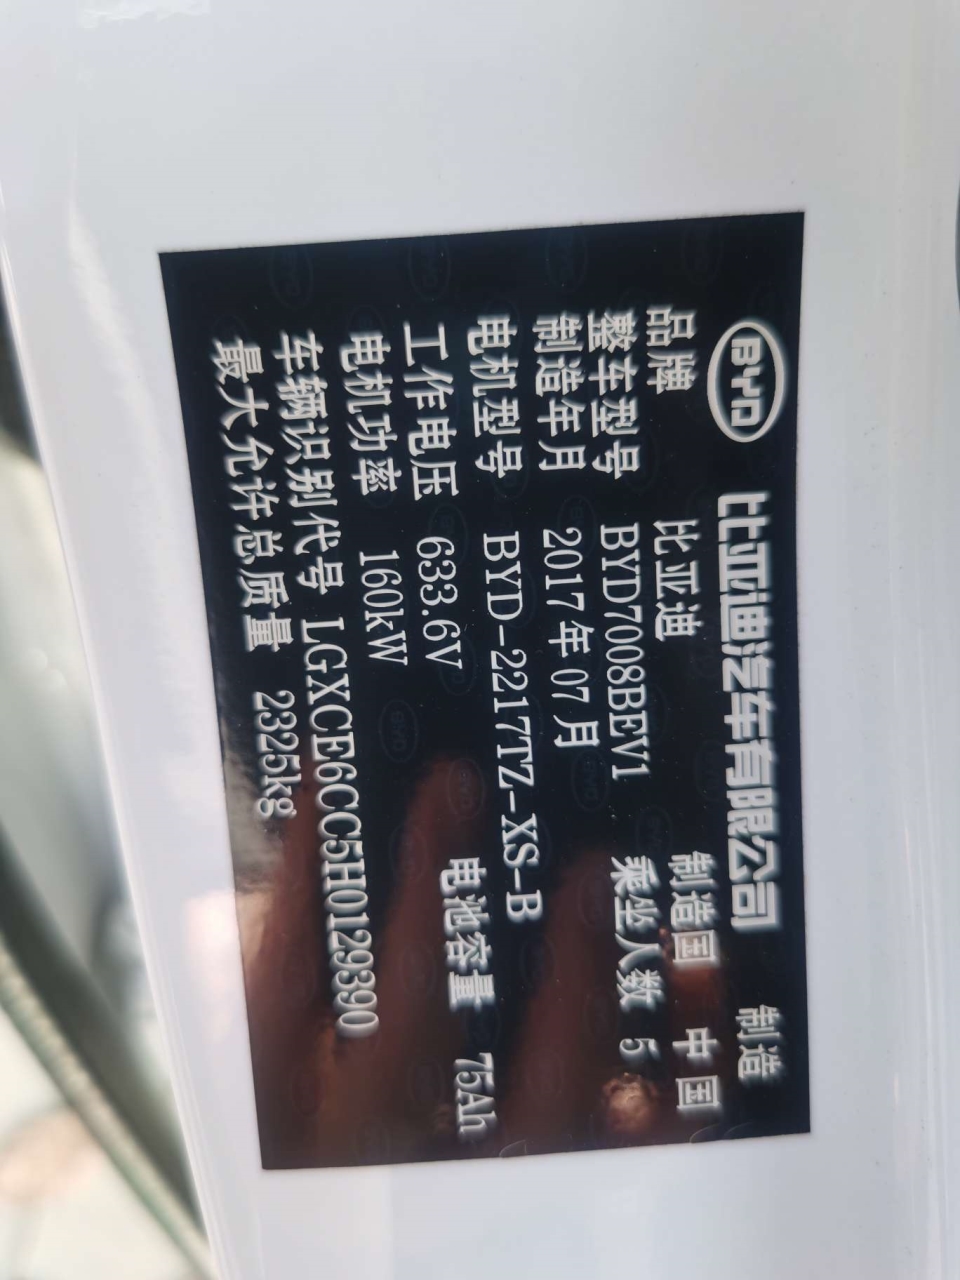 BYD 比亚迪汽车有限公司 制造
品牌 比亚迪 制造国 中国
整车型号 BYD7008BEV1 乘坐人数 5
制造年月 2017年07月
电机型号 BYD-2217TZ-XS-B
工作电压 633.6V 电池容量 75Ah
电机功率 160kW
车辆识别代号 LGXCE6CC5H0129390
最大允许总质量 2325kg